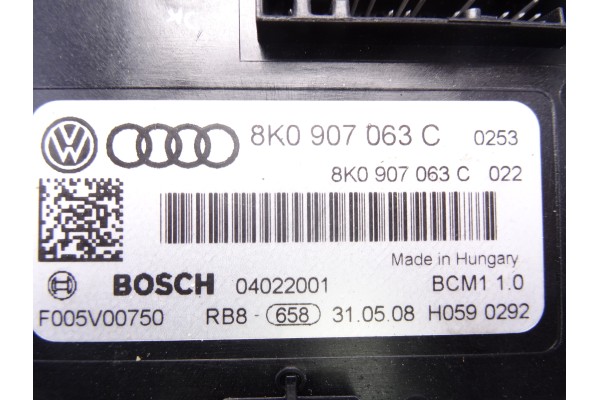 OK
8K0 907 063 C 0253
8K0 907 063 C 022
Made in Hungary
BOSCH 04022001 BCM1 1.0
F005V00750 RB8 - 658 31.05.08 H059 0292